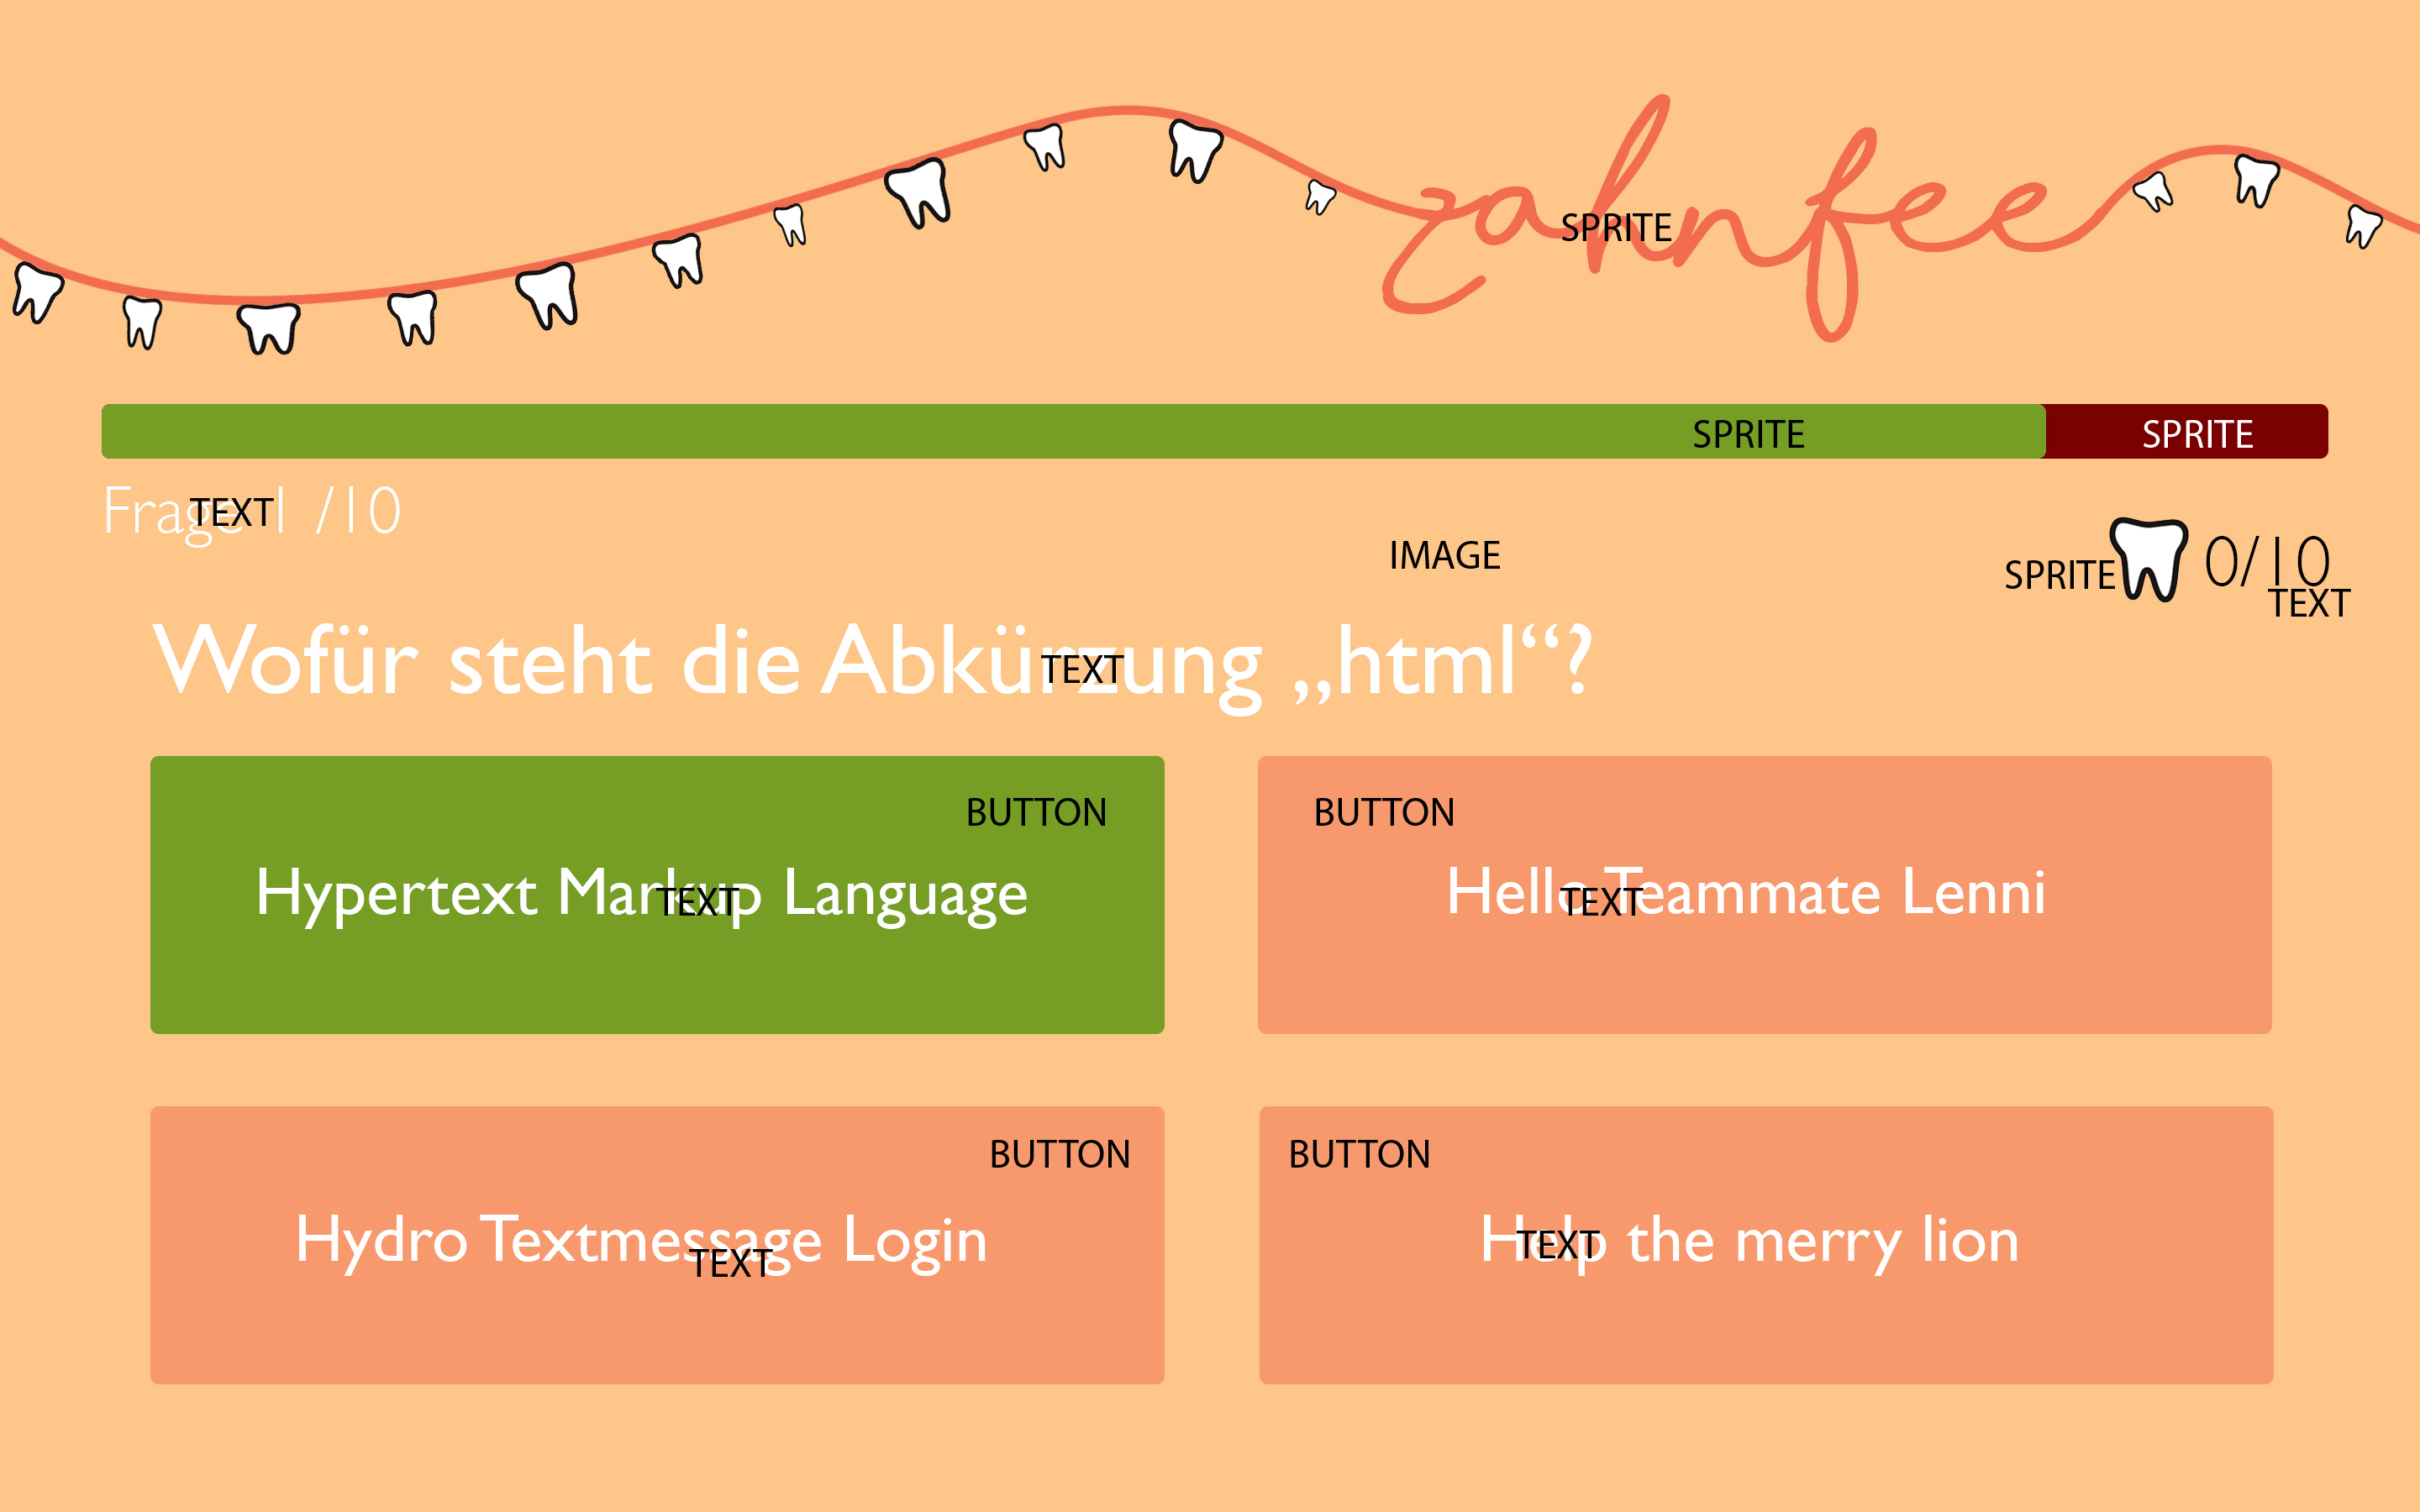 zahnfee
SPRITE
SPRITE
SPRITE
Frage 1 /10
TEXT
IMAGE
SPRITE
0/10
TEXT
Wofür steht die Abkürzung „html“?
TEXT
BUTTON
Hypertext Markup Language
TEXT
BUTTON
Hello Teammate Lenni
TEXT
BUTTON
Hydro Textmessage Login
TEXT
BUTTON
Help the merry lion
TEXT